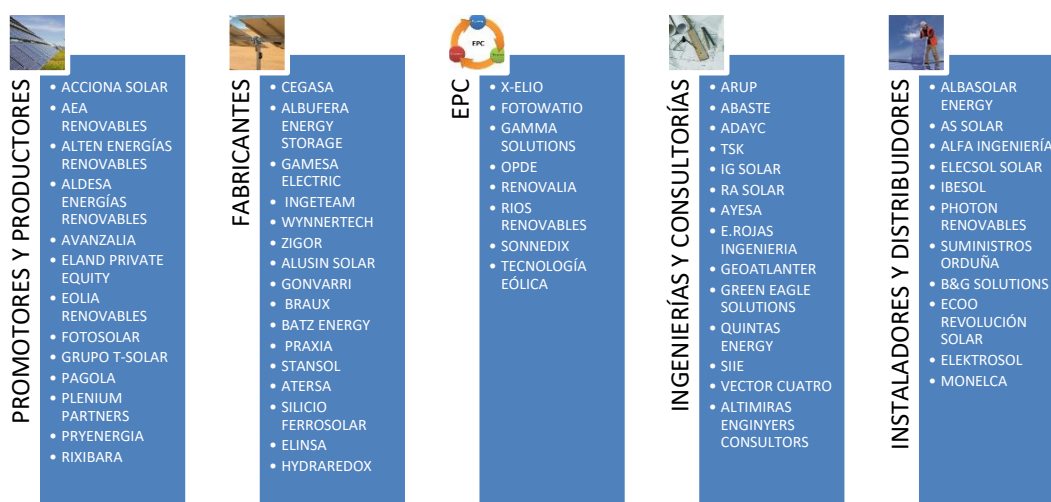 PROMOTORES Y PRODUCTORES
• ACCIONA SOLAR
• AEA
RENOVABLES
• ALTEN ENERGÍAS
RENOVABLES
• ALDESA
ENERGÍAS
RENOVABLES
• AVANZALIA
• ELAND PRIVATE
EQUITY
• EOLIA
RENOVABLES
• FOTOSOLAR
• GRUPO T-SOLAR
• PAGOLA
• PLENIUM
PARTNERS
• PRYENERGIA
• RIXIBARA
FABRICANTES
• CEGASA
• ALBUFERA
ENERGY
STORAGE
• GAMESA
ELECTRIC
• INGETEAM
• WYNNERTECH
• ZIGOR
• ALUSIN SOLAR
• GONVARRI
• BRAUX
• BATZ ENERGY
• PRAXIA
• STANSOL
• ATERSA
• SILICIO
FERROSOLAR
• ELINSA
• HYDRAREDOX
EPC
EPC
• X-ELIO
• FOTOWATIO
• GAMMA
SOLUTIONS
• OPDE
• RENOVALIA
• RIOS
RENOVABLES
• SONNEDIX
• TECNOLOGÍA
EÓLICA
INGENIERÍAS Y CONSULTORÍAS
• ARUP
• ABASTE
• ADAYC
• TSK
• IG SOLAR
• RA SOLAR
• AYESA
• E.ROJAS
INGENIERIA
• GEOATLANTER
• GREEN EAGLE
SOLUTIONS
• QUINTAS
ENERGY
• SIIE
• VECTOR CUATRO
• ALTIMIRAS
ENGINYERS
CONSULTORS
INSTALADORES Y DISTRIBUIDORES
• ALBASOLAR
ENERGY
• AS SOLAR
• ALFA INGENIERÍA
• ELECSOL SOLAR
• IBESOL
• PHOTON
RENOVABLES
• SUMINISTROS
ORDUÑA
• B&G SOLUTIONS
• ECOO
REVOLUCIÓN
SOLAR
• ELEKTROSOL
• MONELCA